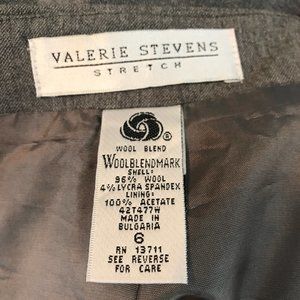 VALERIE STEVENS
STRETCH
®
WOOL BLEND
WOOLBLENDMARK
SHELL:
96% WOOL
4% LYCRA SPANDEX
LINING:
100% ACETATE
42T477W
MADE IN
BULGARIA
6
RN 13711
SEE REVERSE
FOR CARE